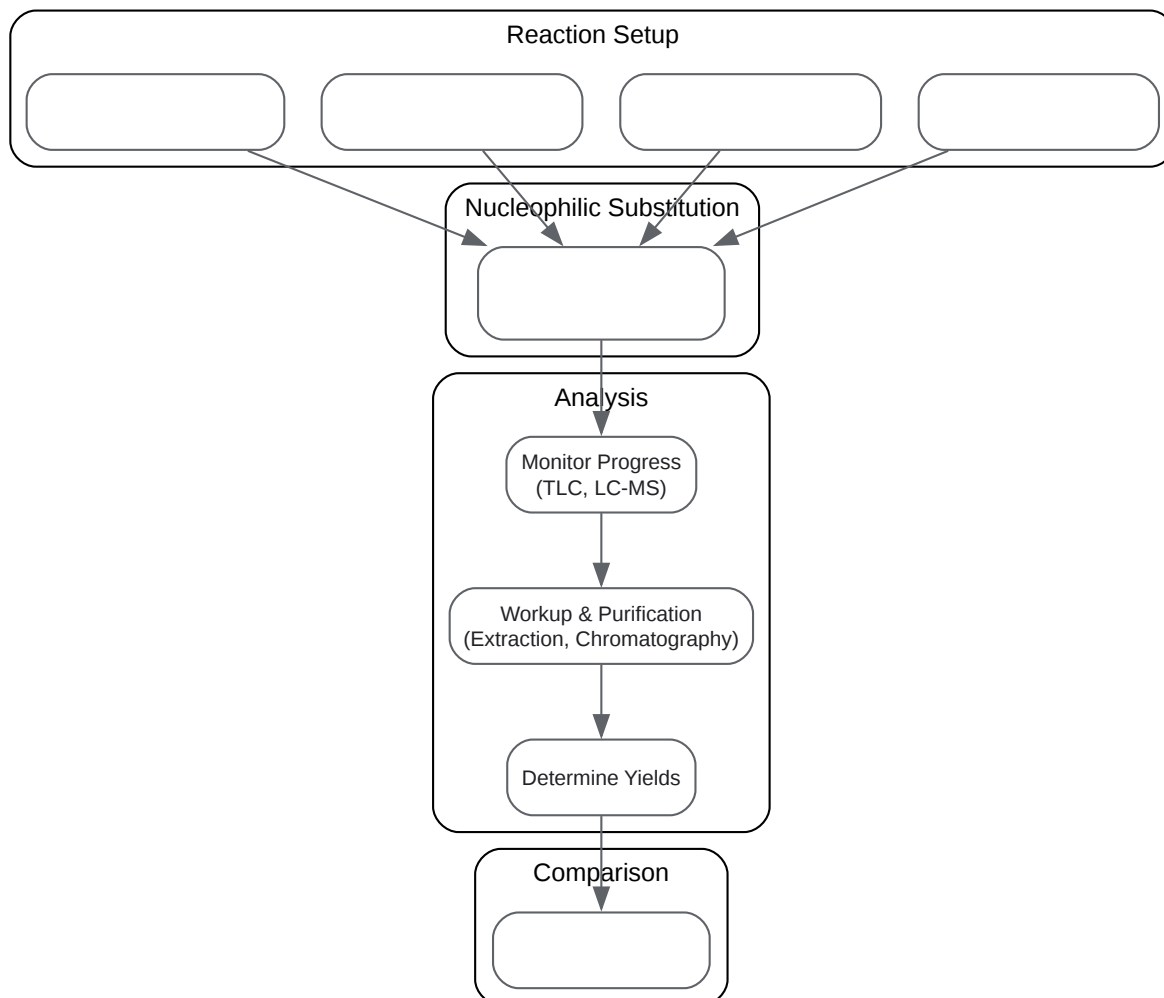 Reaction Setup
Nucleophilic Substitution
Analysis
Monitor Progress
(TLC, LC-MS)
Workup & Purification
(Extraction, Chromatography)
Determine Yields
Comparison